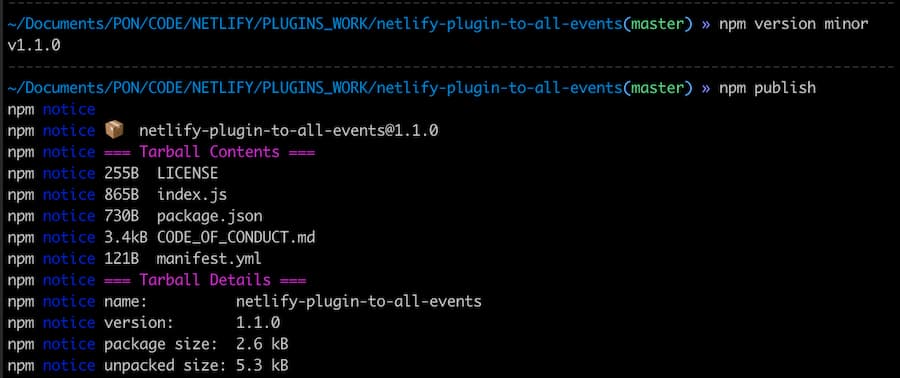 ~/Documents/PON/CODE/NETLIFY/PLUGINS_WORK/netlify-plugin-to-all-events(master) » npm version minor
v1.1.0
~/Documents/PON/CODE/NETLIFY/PLUGINS_WORK/netlify-plugin-to-all-events(master) » npm publish
npm notice
npm notice 📦 netlify-plugin-to-all-events@1.1.0
npm notice === Tarball Contents ===
npm notice 255B LICENSE
npm notice 865B index.js
npm notice 730B package.json
npm notice 3.4kB CODE_OF_CONDUCT.md
npm notice 121B manifest.yml
npm notice === Tarball Details ===
npm notice name: netlify-plugin-to-all-events
npm notice version: 1.1.0
npm notice package size: 2.6 kB
npm notice unpacked size: 5.3 kB